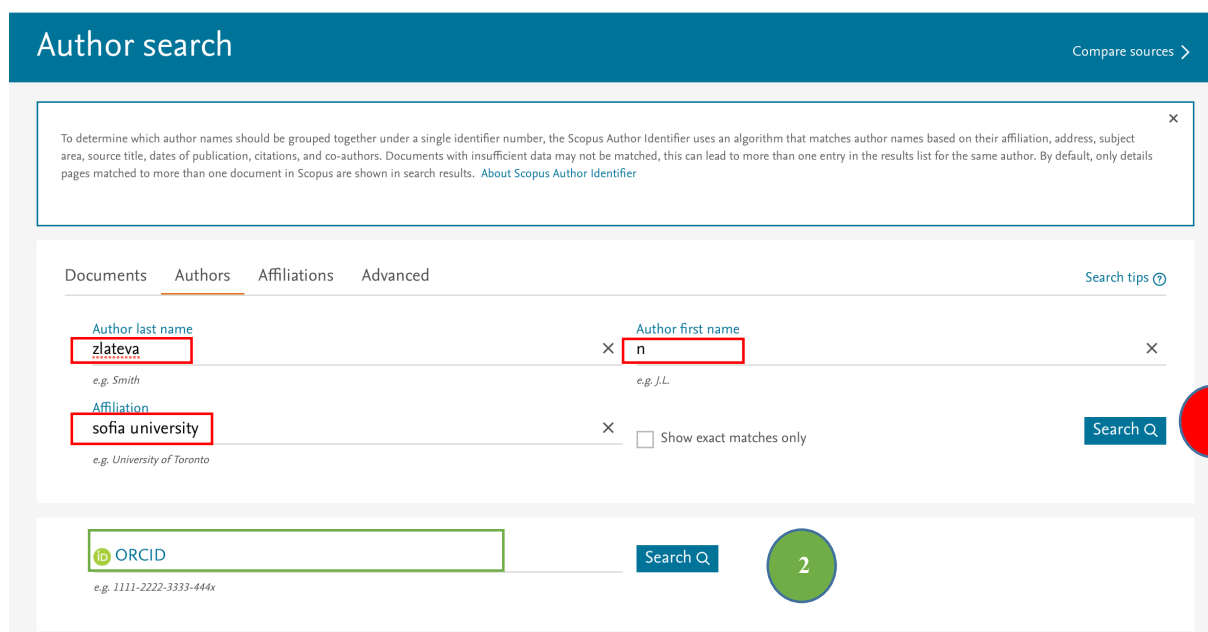 Author search
Compare sources
To determine which author names should be grouped together under a single identifier number, the Scopus Author Identifier uses an algorithm that matches author names based on their affiliation, address, subject
area, source title, dates of publication, citations, and co-authors. Documents with insufficient data may not be matched, this can lead to more than one entry in the results list for the same author. By default, only details
pages matched to more than one document in Scopus are shown in search results. About Scopus Author Identifier
Documents Authors Affiliations Advanced
Search tips
Author last name
zlateva
e.g. Smith
Author first name
n
e.g. J.L.
Affiliation
sofia university
e.g. University of Toronto
Show exact matches only
Search
iD ORCID
e.g. 1111-2222-3333-444x
Search
2